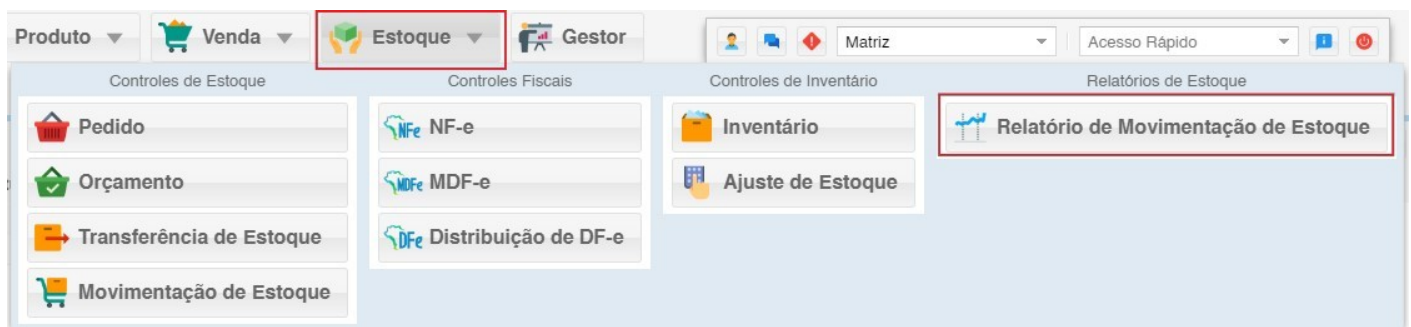 Produto
Venda
Estoque
Gestor
Matriz
Acesso Rápido
Controles de Estoque
Controles Fiscais
Controles de Inventário
Relatórios de Estoque
Pedido
NFe NF-e
Inventário
Relatório de Movimentação de Estoque
Orçamento
MDFe MDF-e
Ajuste de Estoque
Transferência de Estoque
DFe Distribuição de DF-e
Movimentação de Estoque